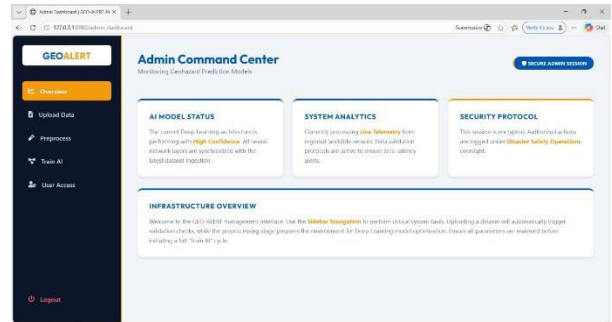 Admin Dashboard | GEO-ALERT AI
127.0.0.1:8000/admin_dashboard
Summarize
Chat
GEOALERT
Overview
Upload Data
Preprocess
Train AI
User Access
Logout
Admin Command Center
Monitoring Geohazard Prediction Models
SECURE ADMIN SESSION
AI MODEL STATUS
The current Deep Learning architecture is
performing with High Confidence. All neural
network layers are synchronized with the
latest dataset ingestion.
SYSTEM ANALYTICS
Currently processing Live Telemetry from
regional landslide sensors. Data validation
protocols are active to ensure zero-latency
alerts.
SECURITY PROTOCOL
This session is encrypted. Authorized actions
are logged under Disaster Safety Operations
oversight.
INFRASTRUCTURE OVERVIEW
Welcome to the GEO-ALERT management interface. Use the Sidebar Navigation to perform critical system tasks. Uploading a dataset will automatically trigger
validation checks, while the preprocessing stage prepares the environment for Deep Learning model optimization. Ensure all parameters are reviewed before
initiating a full "Train AI" cycle.